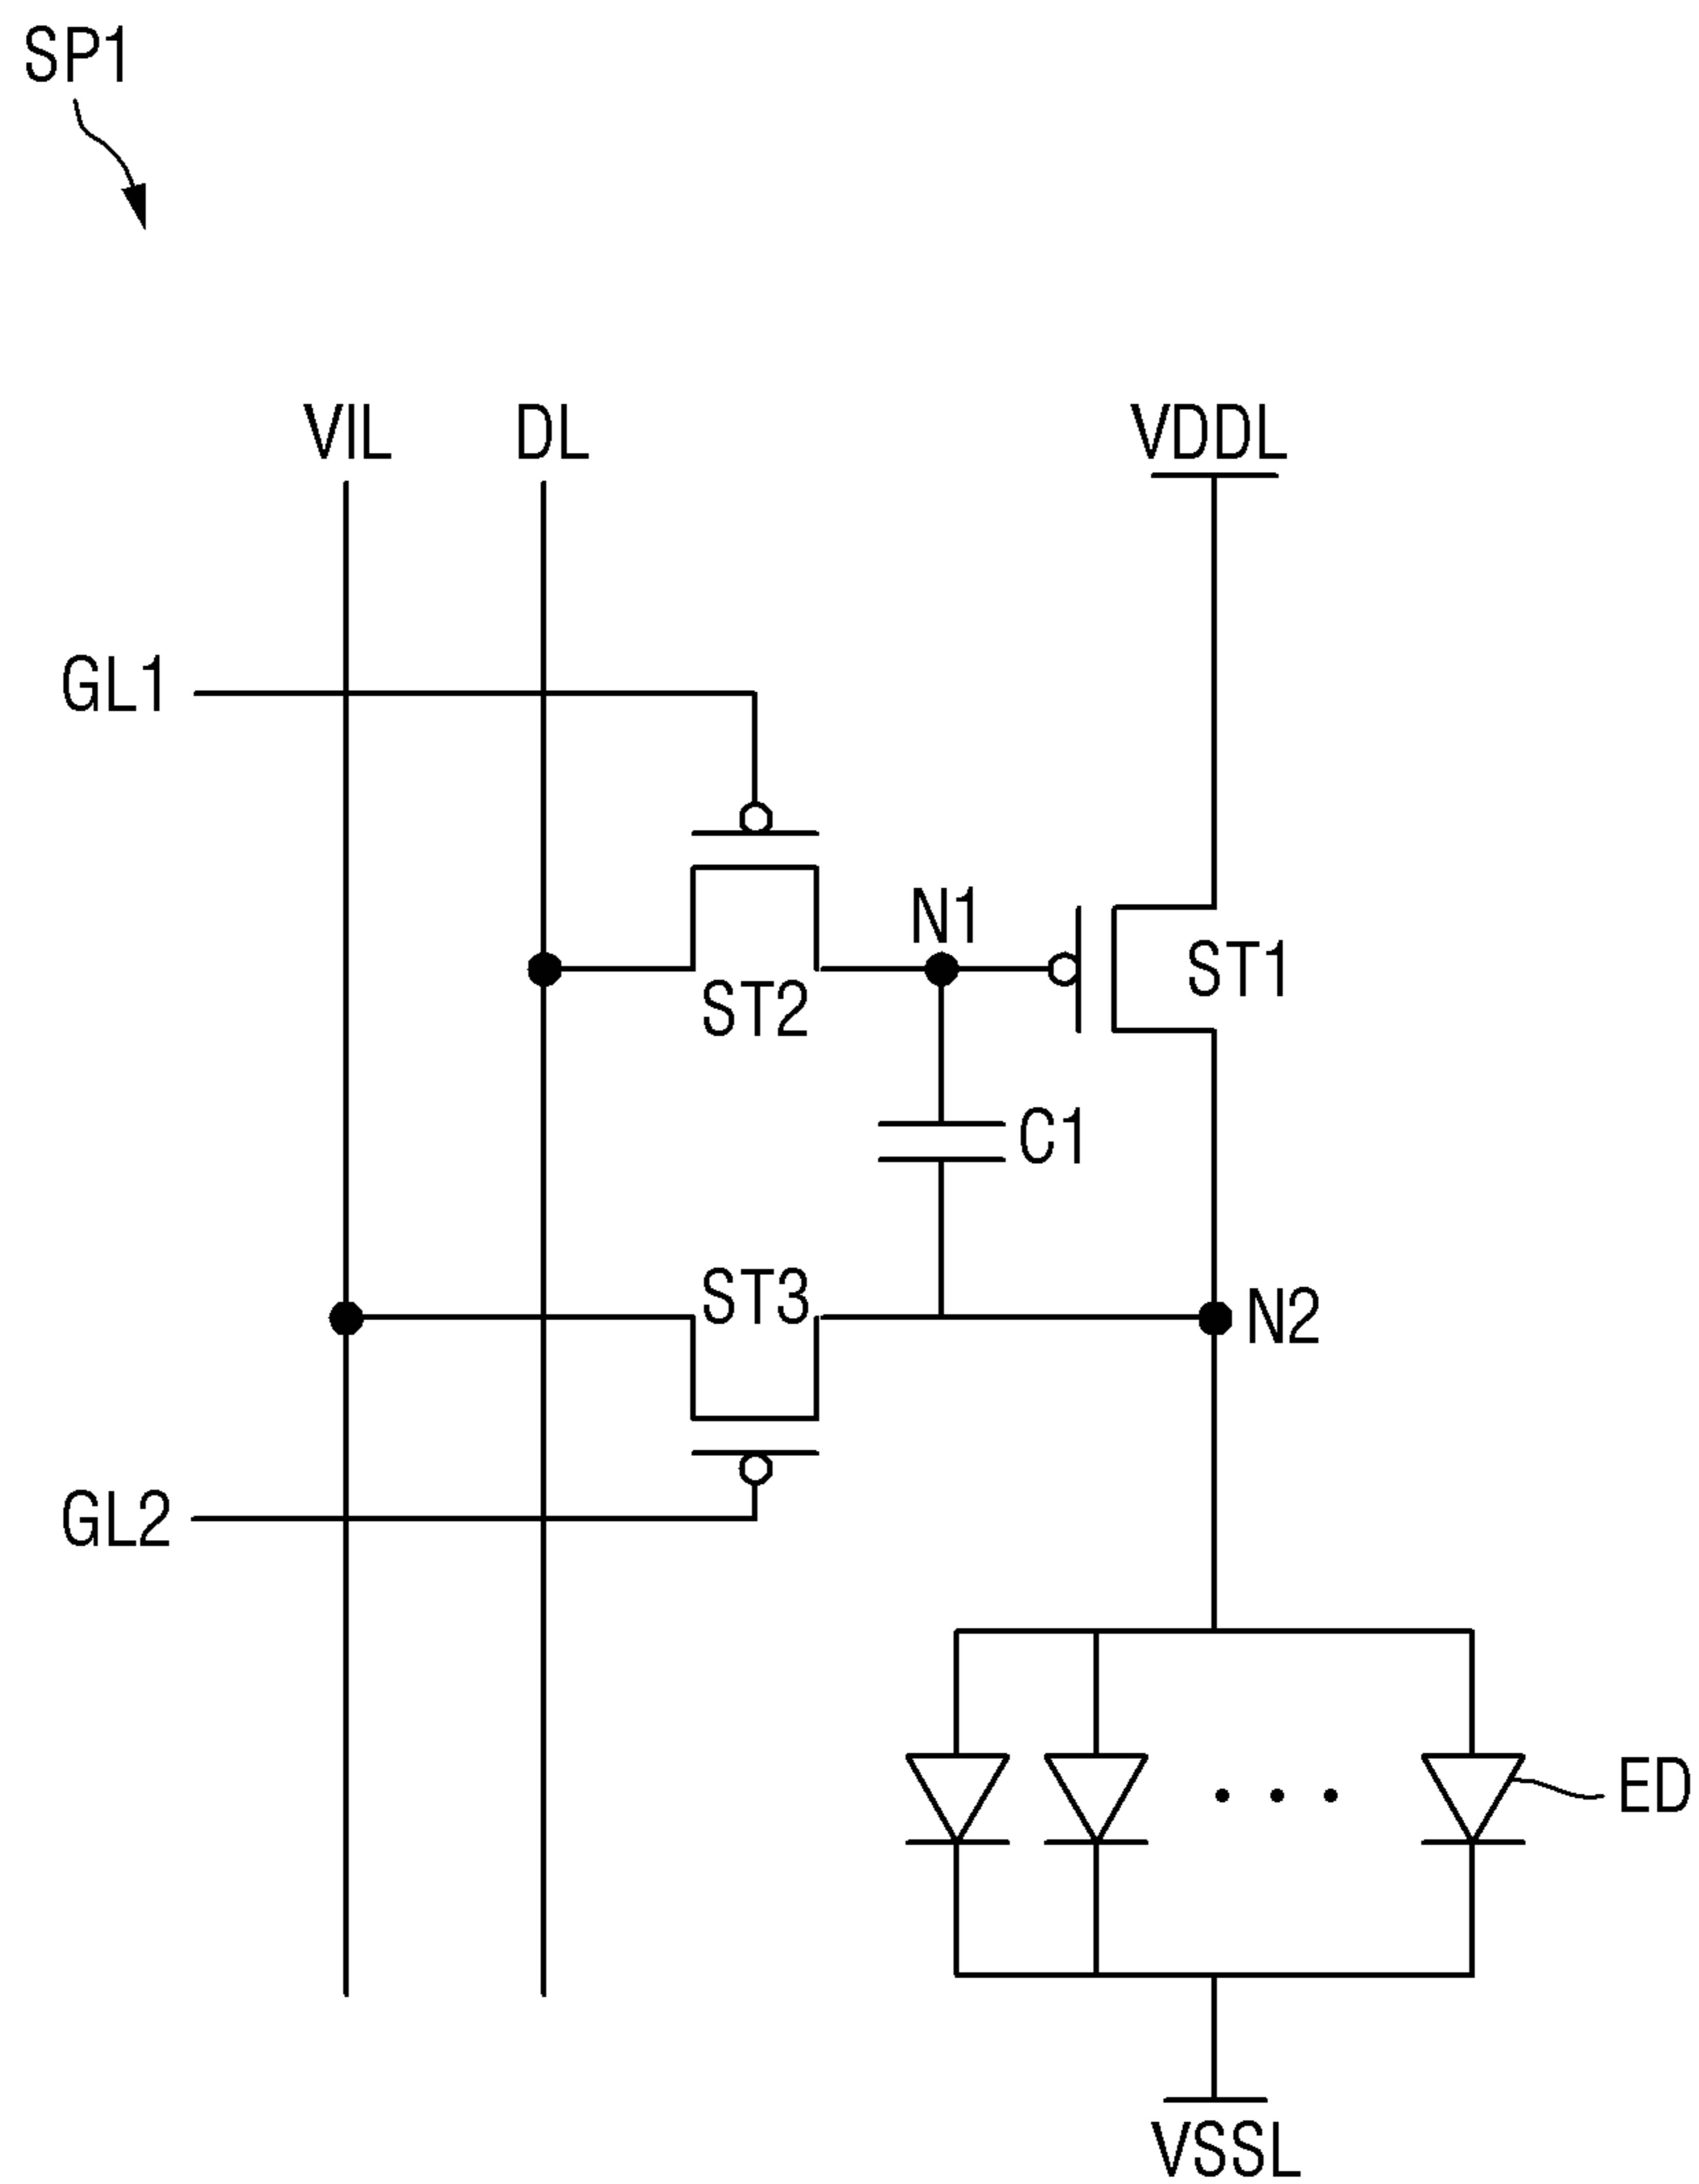 SP1
VIL
DL
VDDL
GL1
N1
ST1
ST2
C1
ST3
N2
GL2
ED
VSSL